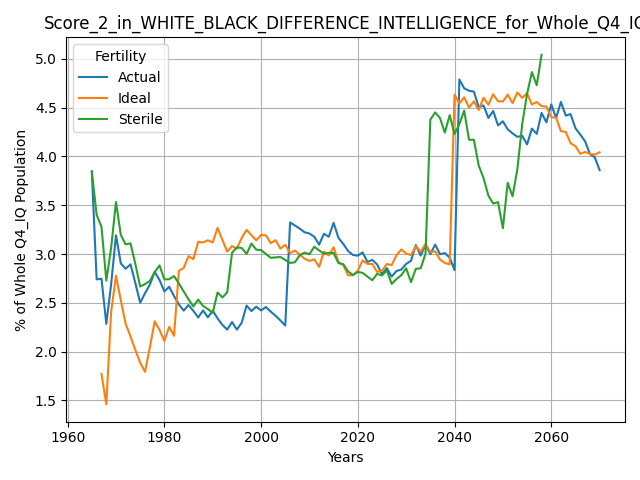 Score_2_in_WHITE_BLACK_DIFFERENCE_INTELLIGENCE_for_Whole_Q4_IQ
Fertility
Actual
Ideal
Sterile
% of Whole Q4_IQ Population
5.0
4.5
4.0
3.5
3.0
2.5
2.0
1.5
1960
1980
2000
2020
2040
2060
Years